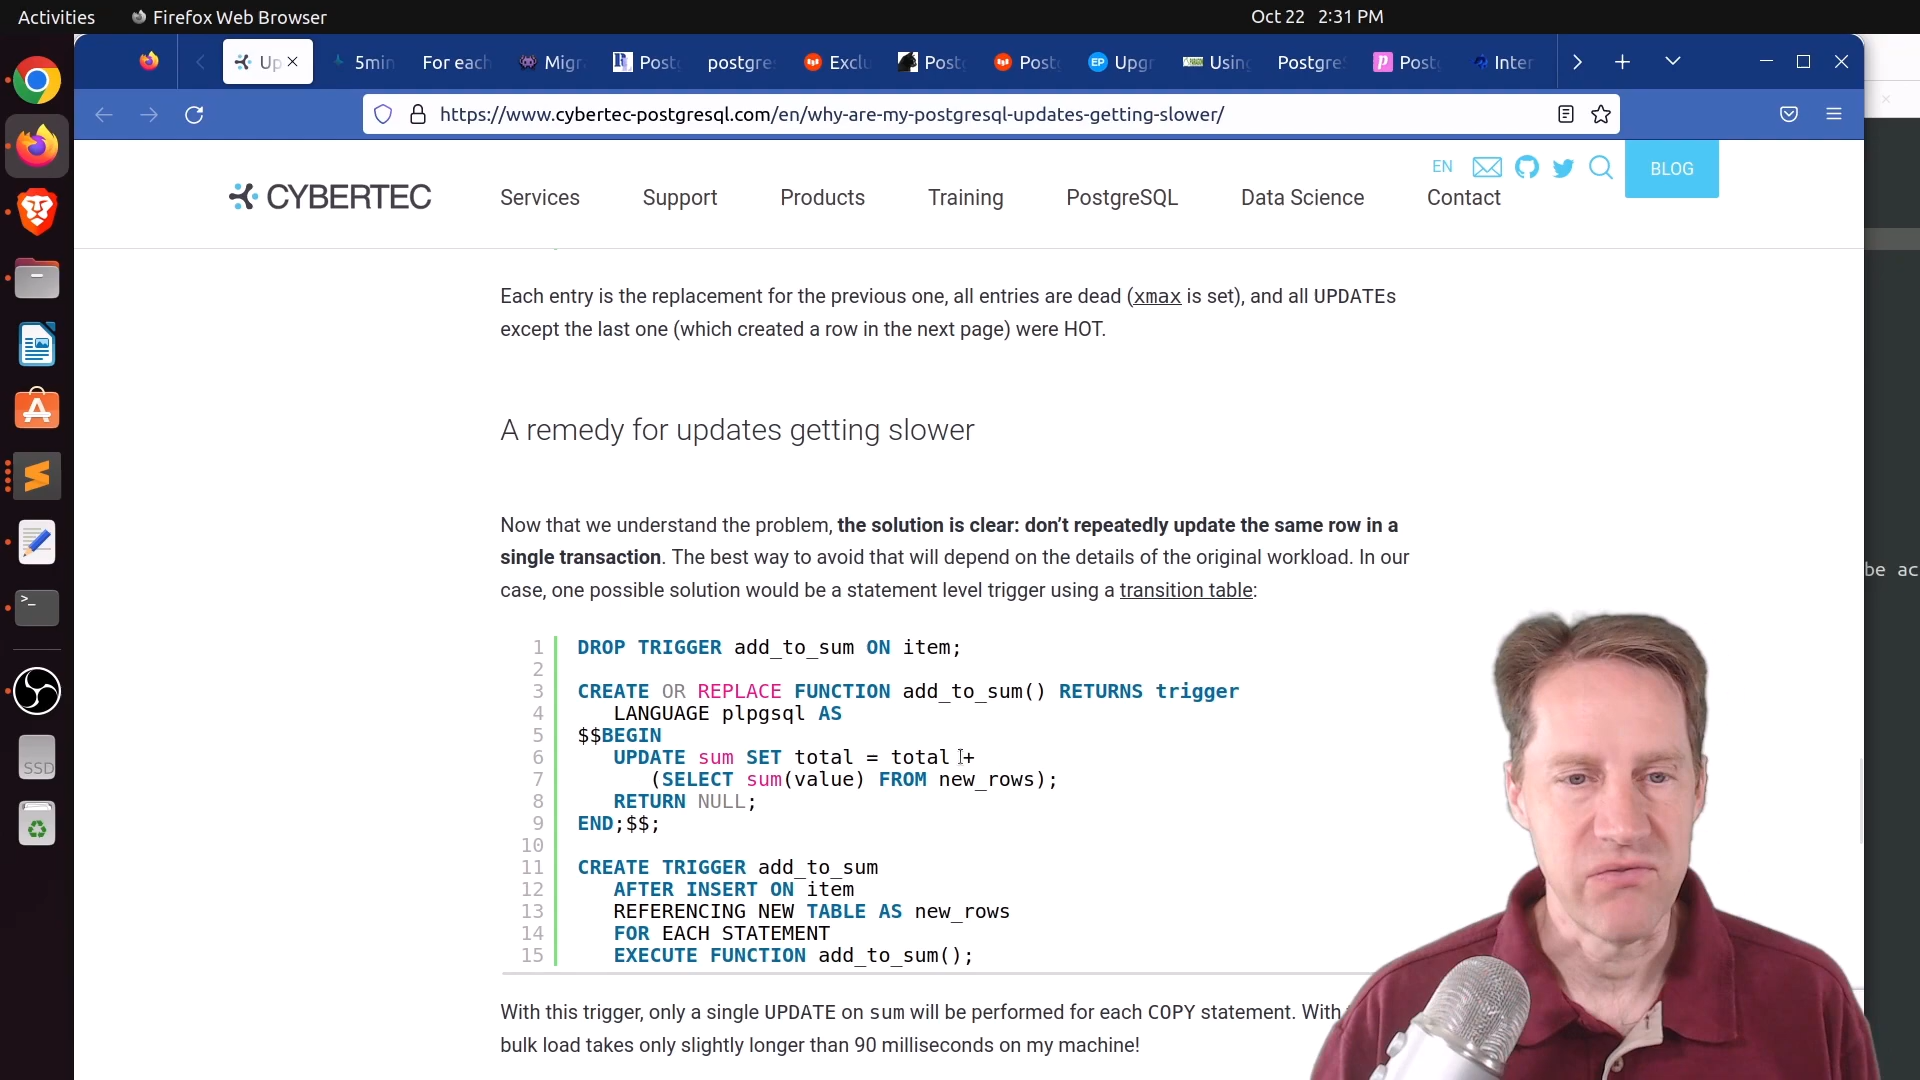 Activities
Firefox Web Browser
Oct 22 2:31 PM
Up
5min
For each
Migr
Post
postgre
Exclu
Post
Post
EP
Upgr
Usin
Postgre
Post
Inter
https://www.cybertec-postgresql.com/en/why-are-my-postgresql-updates-getting-slower/
CYBERTEC
Services
Support
Products
Training
PostgreSQL
Data Science
Contact
EN
BLOG
Each entry is the replacement for the previous one, all entries are dead (xmax is set), and all UPDATEs
except the last one (which created a row in the next page) were HOT.
A remedy for updates getting slower
Now that we understand the problem, the solution is clear: don’t repeatedly update the same row in a
single transaction. The best way to avoid that will depend on the details of the original workload. In our
case, one possible solution would be a statement level trigger using a transition table:
1 DROP TRIGGER add_to_sum ON item;
2
3 CREATE OR REPLACE FUNCTION add_to_sum() RETURNS trigger
4 LANGUAGE plpgsql AS
5 $$BEGIN
6 UPDATE sum SET total = total +
7 (SELECT sum(value) FROM new_rows);
8 RETURN NULL;
9 END;$$;
10
11 CREATE TRIGGER add_to_sum
12 AFTER INSERT ON item
13 REFERENCING NEW TABLE AS new_rows
14 FOR EACH STATEMENT
15 EXECUTE FUNCTION add_to_sum();
With this trigger, only a single UPDATE on sum will be performed for each COPY statement. With
bulk load takes only slightly longer than 90 milliseconds on my machine!
be ac
SSD